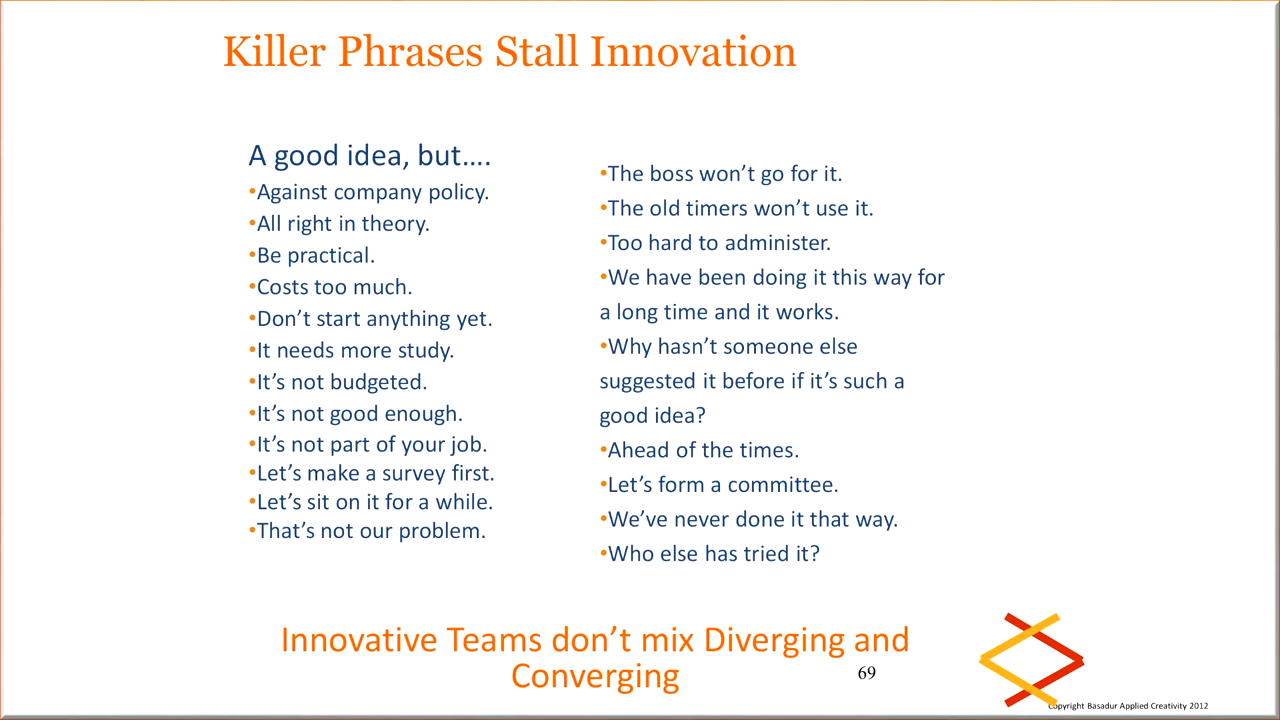 Killer Phrases Stall Innovation
A good idea, but….
•Against company policy.
•All right in theory.
•Be practical.
•Costs too much.
•Don’t start anything yet.
•It needs more study.
•It’s not budgeted.
•It’s not good enough.
•It’s not part of your job.
•Let’s make a survey first.
•Let’s sit on it for a while.
•That’s not our problem.
•The boss won’t go for it.
•The old timers won’t use it.
•Too hard to administer.
•We have been doing it this way for
a long time and it works.
•Why hasn’t someone else
suggested it before if it’s such a
good idea?
•Ahead of the times.
•Let’s form a committee.
•We’ve never done it that way.
•Who else has tried it?
Innovative Teams don’t mix Diverging and
Converging
69
Copyright Basadur Applied Creativity 2012